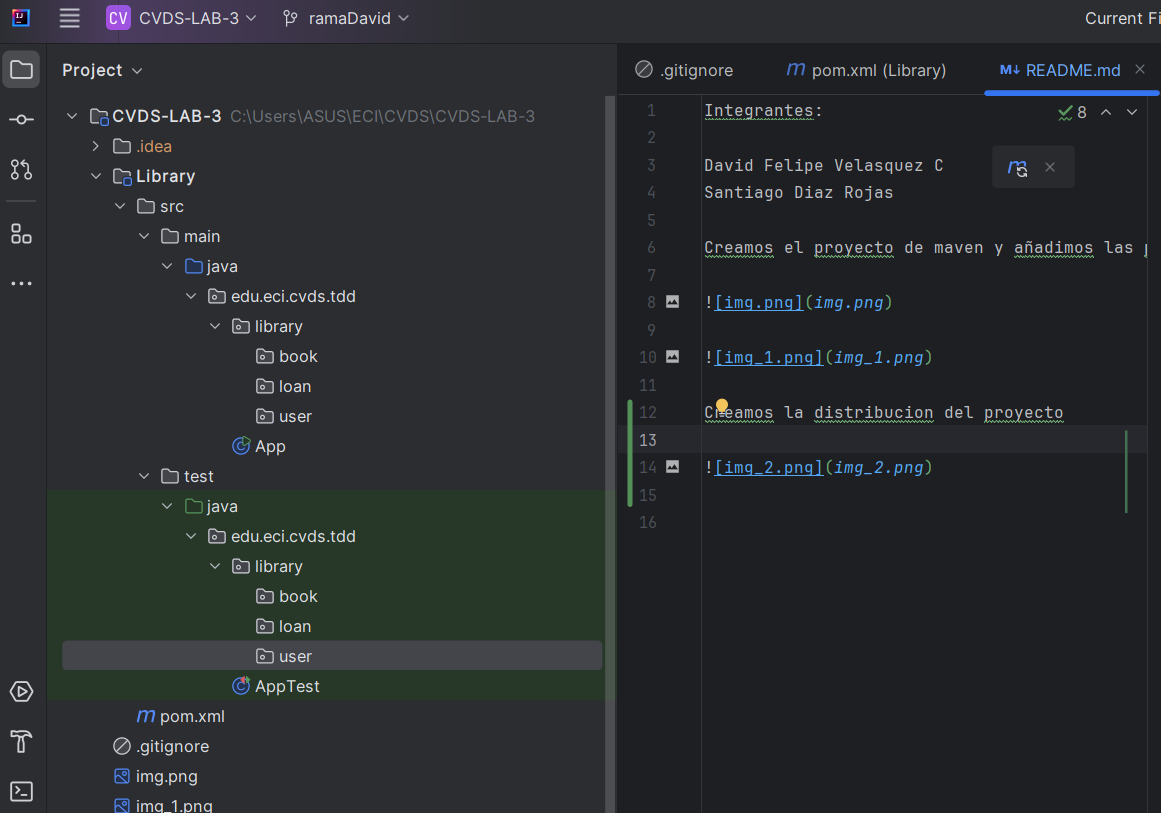 CV CVDS-LAB-3 ramaDavid Current Fi
Project
CVDS-LAB-3 C:\Users\ASUS\ECI\CVDS\CVDS-LAB-3
.idea
Library
src
main
java
edu.eci.cvds.tdd
library
book
loan
user
App
test
java
edu.eci.cvds.tdd
library
book
loan
user
AppTest
pom.xml
.gitignore
img.png
img_1.png
.gitignore pom.xml (Library) README.md
8
1 Integrantes:
2
3 David Felipe Velasquez C
4 Santiago Diaz Rojas
5
6 Creamos el proyecto de maven y añadimos las
7
8 ![img.png](img.png)
9
10 ![img_1.png](img_1.png)
11
12 Creamos la distribucion del proyecto
13
14 ![img_2.png](img_2.png)
15
16